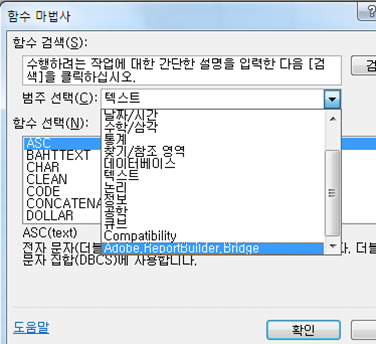 함수 마법사
함수 검색(S):
수행하려는 작업에 대한 간단한 설명을 입력한 다음 [검
색]을 클릭하십시오.
검
범주 선택(C):
텍스트
함수 선택(N):
날짜/시간
수학/삼각
통계
찾기/참조 영역
데이터베이스
텍스트
논리
정보
공학
큐브
Compatibility
Adobe.ReportBuilder.Bridge
ASC
BAHTTEXT
CHAR
CLEAN
CODE
CONCATENA
DOLLAR
ASC(text)
전자 문자(더블
다. 더블
문자 집합(DBCS)에 사용합니다.
도움말
확인